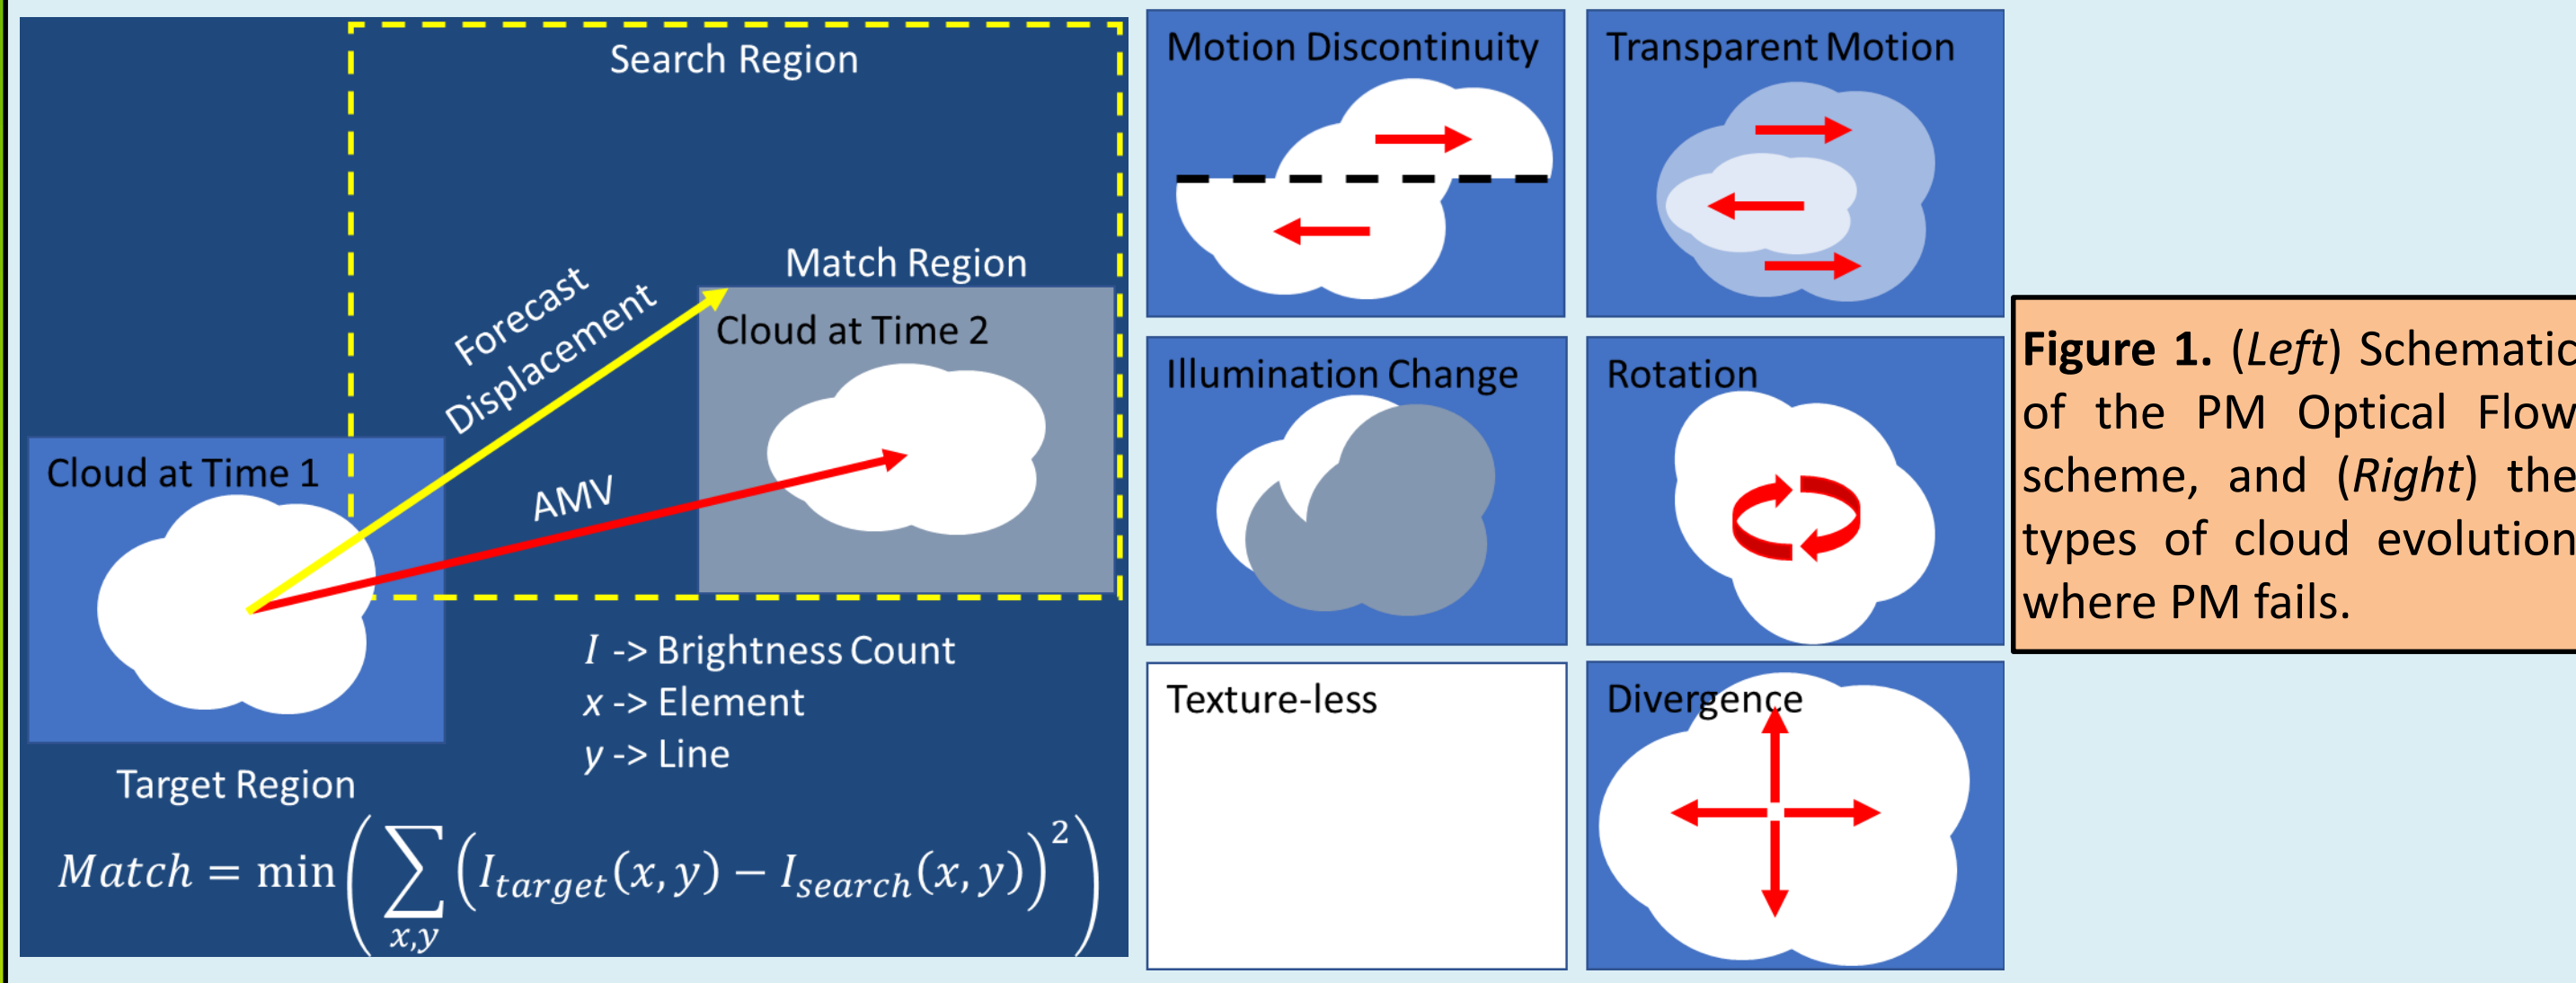 Search Region
Match Region
Forecast
Displacement
Cloud at Time 2
AMV
Cloud at Time 1
Target Region
I -> Brightness Count
x -> Element
y -> Line
Match = min(∑x,y (I_target(x, y) − I_search(x, y))²)
Motion Discontinuity
Transparent Motion
Illumination Change
Rotation
Texture-less
Divergence
Figure 1. (Left) Schematic
of the PM Optical Flow
scheme, and (Right) the
types of cloud evolution
where PM fails.